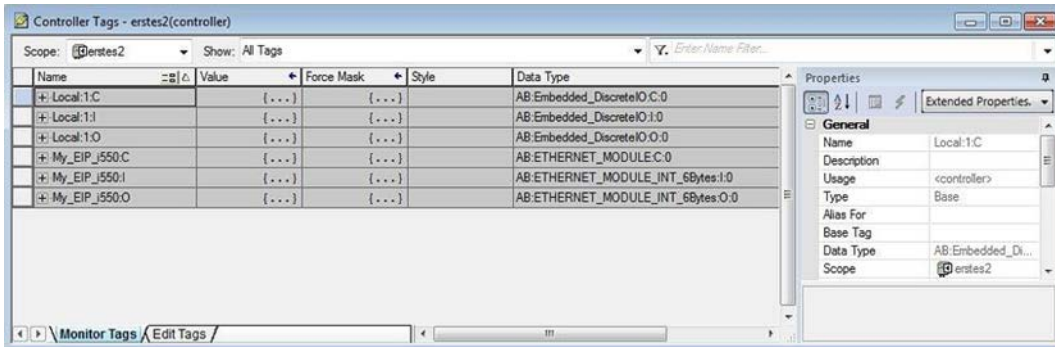 Controller Tags - erstes2(controller)
Scope: erstes2 Show: All Tags Enter Name Filter...
Name Value Force Mask Style Data Type
Local:1:C {...} {...} AB:Embedded_DiscreteIO:C:0
Local:1:I {...} {...} AB:Embedded_DiscreteIO:I:0
Local:1:O {...} {...} AB:Embedded_DiscreteIO:O:0
My_EIP_i550:C {...} {...} AB:ETHERNET_MODULE:C:0
My_EIP_i550:I {...} {...} AB:ETHERNET_MODULE_INT_6Bytes:I:0
My_EIP_i550:O {...} {...} AB:ETHERNET_MODULE_INT_6Bytes:O:0
Monitor Tags Edit Tags
Properties
Extended Properties.
General
Name Local:1:C
Description
Usage <controller>
Type Base
Alias For
Base Tag
Data Type AB:Embedded_Di...
Scope erstes2